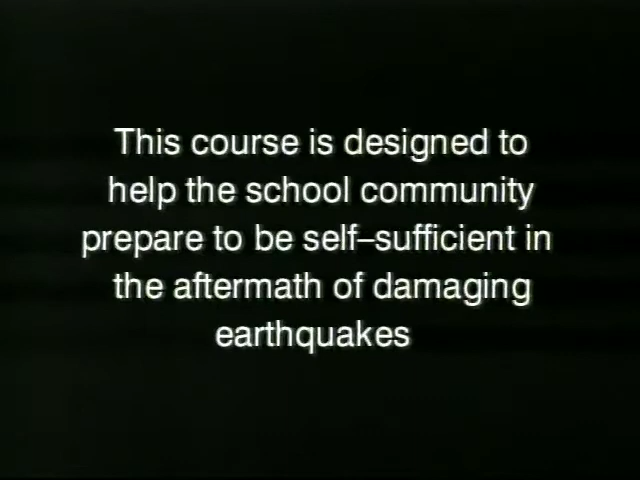 This course is designed to
help the school community
prepare to be self–sufficient in
the aftermath of damaging
earthquakes